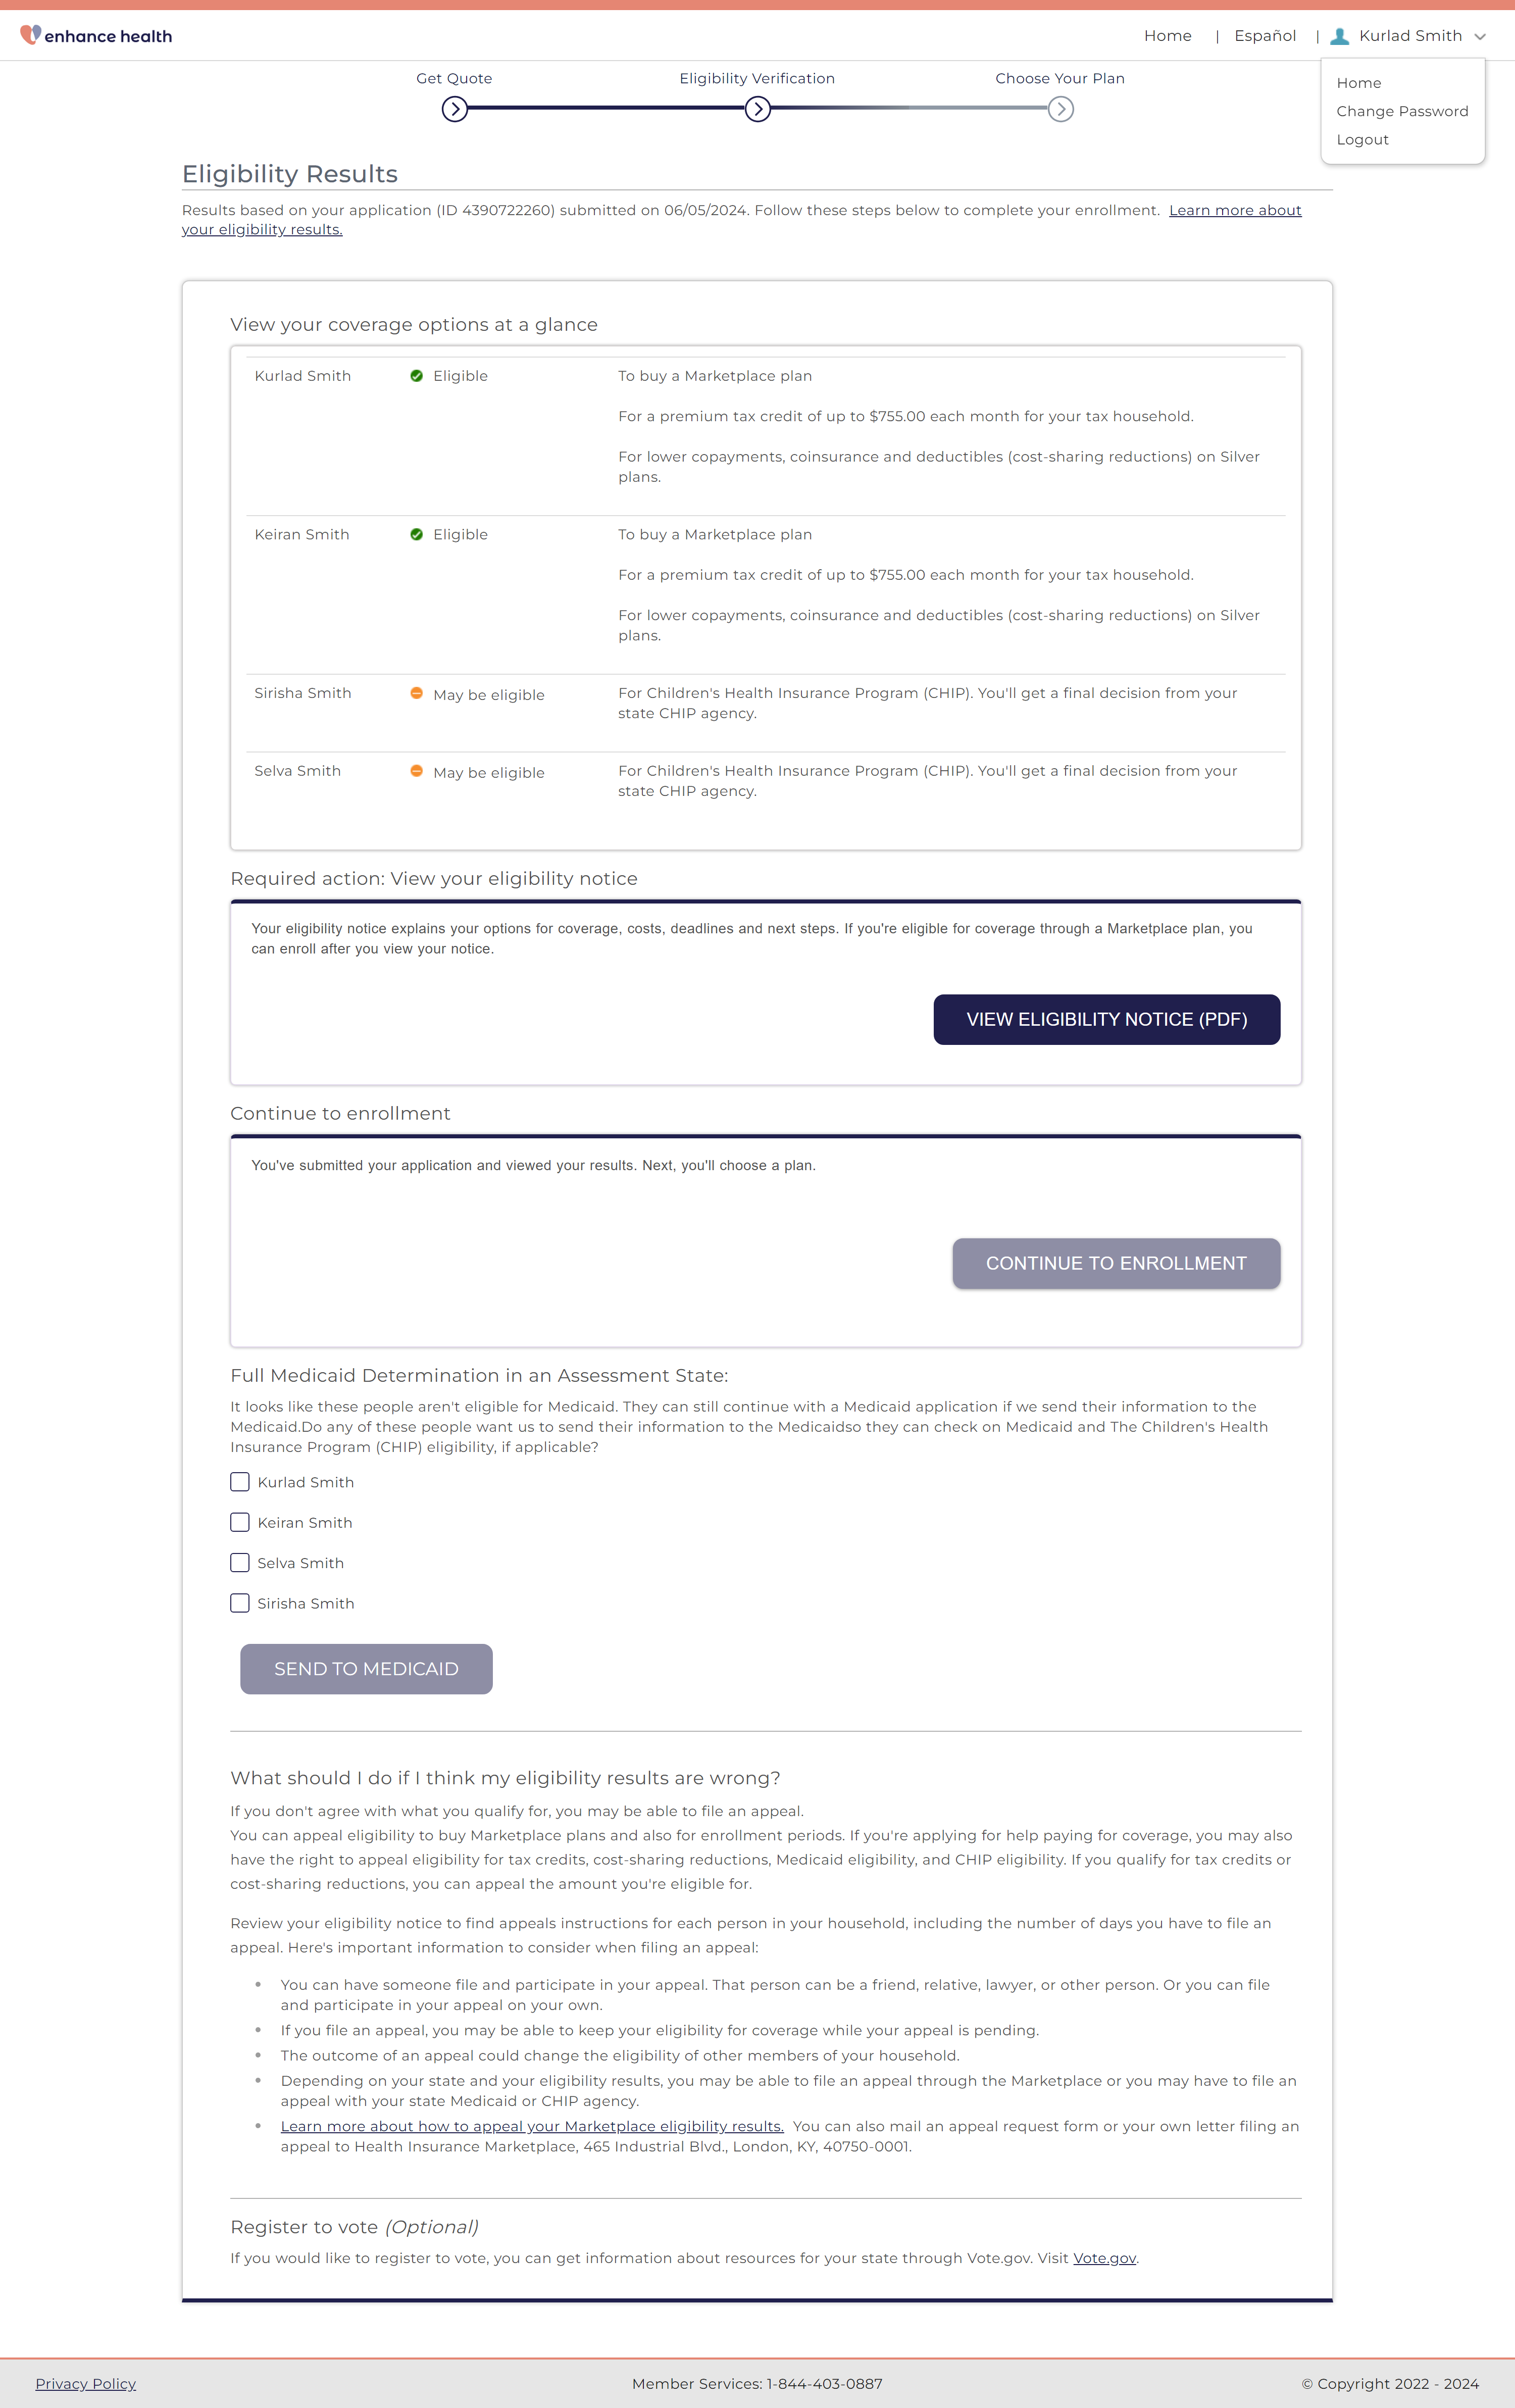 enhance health
Home | Español | Kurlad Smith
Home
Change Password
Logout
Get Quote
Eligibility Verification
Choose Your Plan
Eligibility Results
Results based on your application (ID 4390722260) submitted on 06/05/2024. Follow these steps below to complete your enrollment. Learn more about
your eligibility results.
View your coverage options at a glance
Kurlad Smith
Eligible
To buy a Marketplace plan
For a premium tax credit of up to $755.00 each month for your tax household.
For lower copayments, coinsurance and deductibles (cost-sharing reductions) on Silver
plans.
Keiran Smith
Eligible
To buy a Marketplace plan
For a premium tax credit of up to $755.00 each month for your tax household.
For lower copayments, coinsurance and deductibles (cost-sharing reductions) on Silver
plans.
Sirisha Smith
May be eligible
For Children's Health Insurance Program (CHIP). You'll get a final decision from your
state CHIP agency.
Selva Smith
May be eligible
For Children's Health Insurance Program (CHIP). You'll get a final decision from your
state CHIP agency.
Required action: View your eligibility notice
Your eligibility notice explains your options for coverage, costs, deadlines and next steps. If you're eligible for coverage through a Marketplace plan, you
can enroll after you view your notice.
VIEW ELIGIBILITY NOTICE (PDF)
Continue to enrollment
You've submitted your application and viewed your results. Next, you'll choose a plan.
CONTINUE TO ENROLLMENT
Full Medicaid Determination in an Assessment State:
It looks like these people aren't eligible for Medicaid. They can still continue with a Medicaid application if we send their information to the
Medicaid.Do any of these people want us to send their information to the Medicaidso they can check on Medicaid and The Children's Health
Insurance Program (CHIP) eligibility, if applicable?
Kurlad Smith
Keiran Smith
Selva Smith
Sirisha Smith
SEND TO MEDICAID
What should I do if I think my eligibility results are wrong?
If you don't agree with what you qualify for, you may be able to file an appeal.
You can appeal eligibility to buy Marketplace plans and also for enrollment periods. If you're applying for help paying for coverage, you may also
have the right to appeal eligibility for tax credits, cost-sharing reductions, Medicaid eligibility, and CHIP eligibility. If you qualify for tax credits or
cost-sharing reductions, you can appeal the amount you're eligible for.
Review your eligibility notice to find appeals instructions for each person in your household, including the number of days you have to file an
appeal. Here's important information to consider when filing an appeal:
• You can have someone file and participate in your appeal. That person can be a friend, relative, lawyer, or other person. Or you can file
and participate in your appeal on your own.
• If you file an appeal, you may be able to keep your eligibility for coverage while your appeal is pending.
• The outcome of an appeal could change the eligibility of other members of your household.
• Depending on your state and your eligibility results, you may be able to file an appeal through the Marketplace or you may have to file an
appeal with your state Medicaid or CHIP agency.
• Learn more about how to appeal your Marketplace eligibility results. You can also mail an appeal request form or your own letter filing an
appeal to Health Insurance Marketplace, 465 Industrial Blvd., London, KY, 40750-0001.
Register to vote (Optional)
If you would like to register to vote, you can get information about resources for your state through Vote.gov. Visit Vote.gov.
Privacy Policy
Member Services: 1-844-403-0887
© Copyright 2022 - 2024